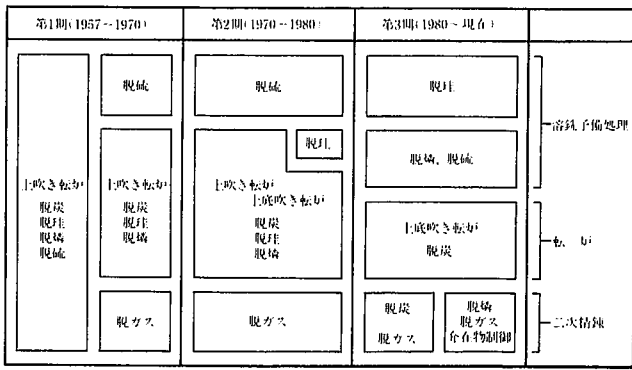 第1期(1957~1970)
第2期(1970~1980)
第3期(1980~現在)
脱硫
上吹き転炉
脱炭
脱珪
脱燐
脱硫
上吹き転炉
脱炭
脱珪
脱燐
脱ガス
脱硫
脱珪
上吹き転炉
上底吹き転炉
脱炭
脱珪
脱燐
脱ガス
脱珪
脱燐、脱硫
上底吹き転炉
脱炭
脱炭
脱ガス
脱燐
脱ガス
介在物制御
溶銑予備処理
転 炉
二次精錬